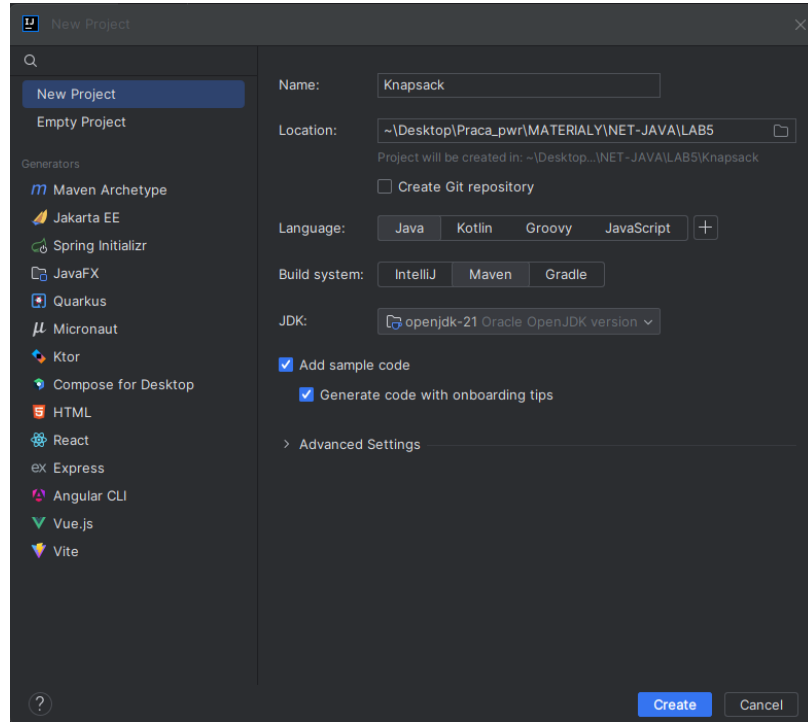 New Project
New Project
Empty Project
Generators
Maven Archetype
Jakarta EE
Spring Initializr
JavaFX
Quarkus
Micronaut
Ktor
Compose for Desktop
HTML
React
ex Express
Angular CLI
Vue.js
Vite
Name: Knapsack
Location: ~\Desktop\Praca_pwr\MATERIALY\NET-JAVA\LAB5
Project will be created in: ~\Desktop...\NET-JAVA\LAB5\Knapsack
Create Git repository
Language: Java Kotlin Groovy JavaScript +
Build system: IntelliJ Maven Gradle
JDK: openjdk-21 Oracle OpenJDK version
Add sample code
Generate code with onboarding tips
> Advanced Settings
? Create Cancel